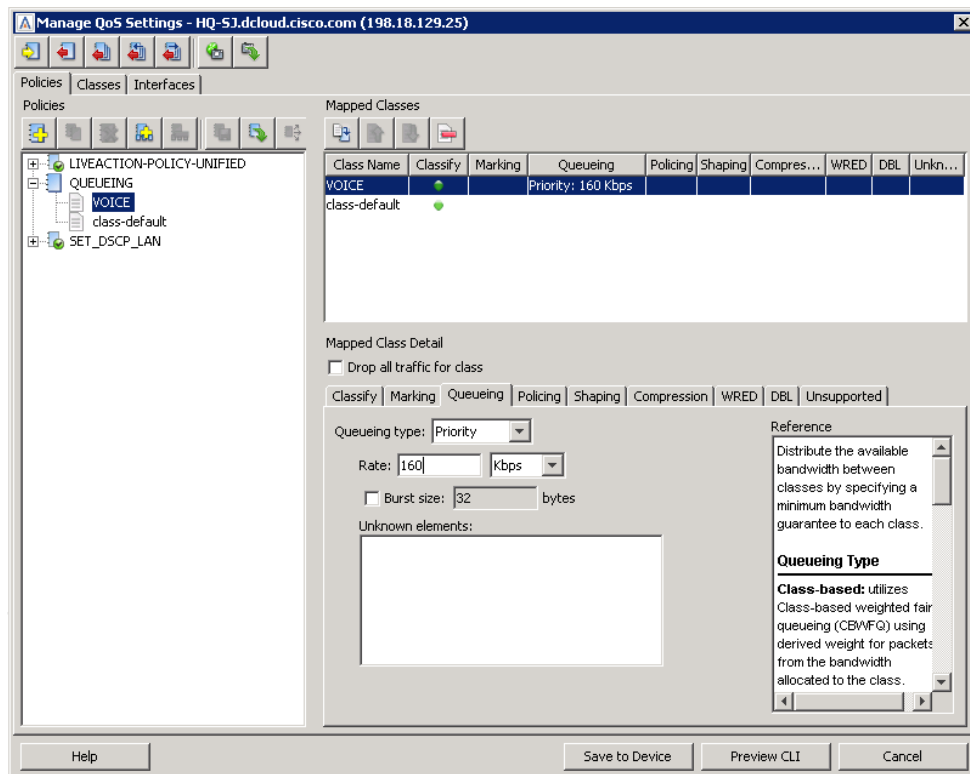 Manage QoS Settings - HQ-SJ.dcloud.cisco.com (198.18.129.25)
Policies Classes Interfaces
Policies
LIVEACTION-POLICY-UNIFIED
QUEUEING
VOICE
class-default
SET_DSCP_LAN
Mapped Classes
Class Name Classify Marking Queueing Policing Shaping Compres... WRED DBL Unkn...
VOICE Priority: 160 Kbps
class-default
Mapped Class Detail
Drop all traffic for class
Classify Marking Queueing Policing Shaping Compression WRED DBL Unsupported
Queueing type: Priority
Rate: 160 Kbps
Burst size: 32 bytes
Unknown elements:
Reference
Distribute the available
bandwidth between
classes by specifying a
minimum bandwidth
guarantee to each class.
Queueing Type
Class-based: utilizes
Class-based weighted fair
queueing (CBWFQ) using
derived weight for packets
from the bandwidth
allocated to the class.
Help Save to Device Preview CLI Cancel